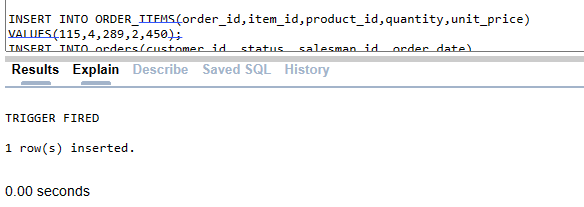 INSERT INTO ORDER_ITEMS(order_id,item_id,product_id,quantity,unit_price)
VALUES(115,4,289,2,450);
INSERT INTO orders(customer_id, status, salesman_id, order_date)
Results Explain Describe Saved SQL History
TRIGGER FIRED
1 row(s) inserted.
0.00 seconds